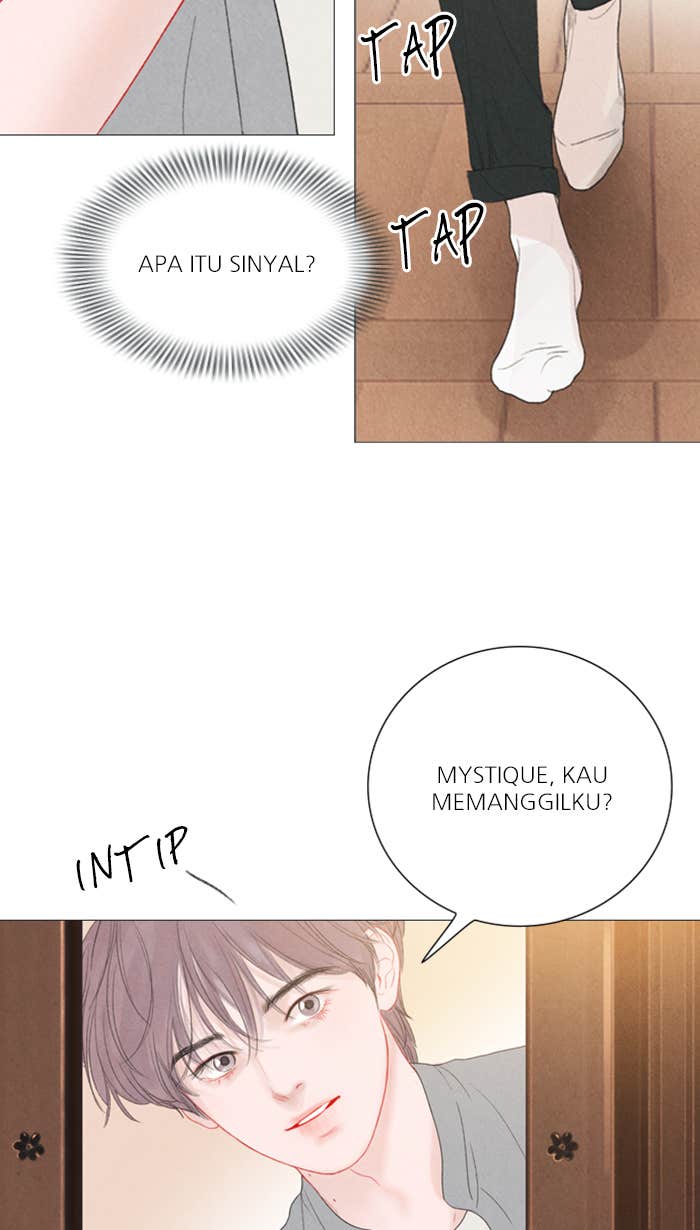 TAP
APA ITU SINYAL?
TAP
MYSTIQUE, KAU
MEMANGGILKU?
INTIP